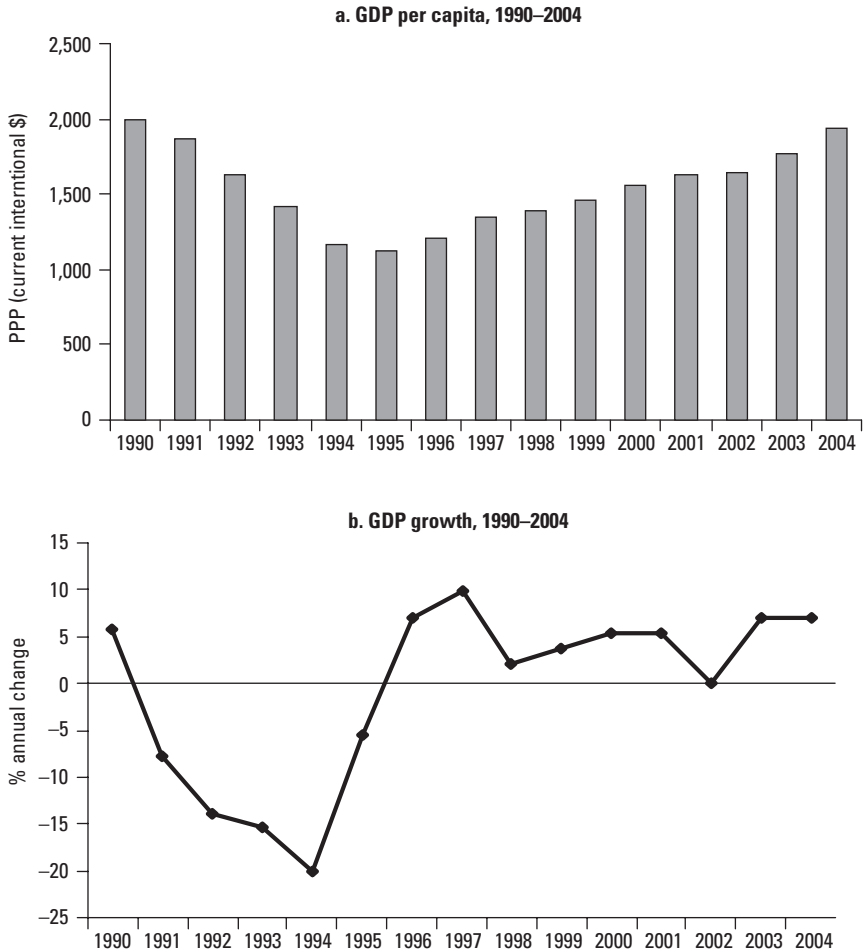 a. GDP per capita, 1990–2004
PPP (current interntional $)
2,500
2,000
1,500
1,000
500
0
1990 1991 1992 1993 1994 1995 1996 1997 1998 1999 2000 2001 2002 2003 2004
b. GDP growth, 1990–2004
% annual change
15
10
5
0
–5
–10
–15
–20
–25
1990 1991 1992 1993 1994 1995 1996 1997 1998 1999 2000 2001 2002 2003 2004